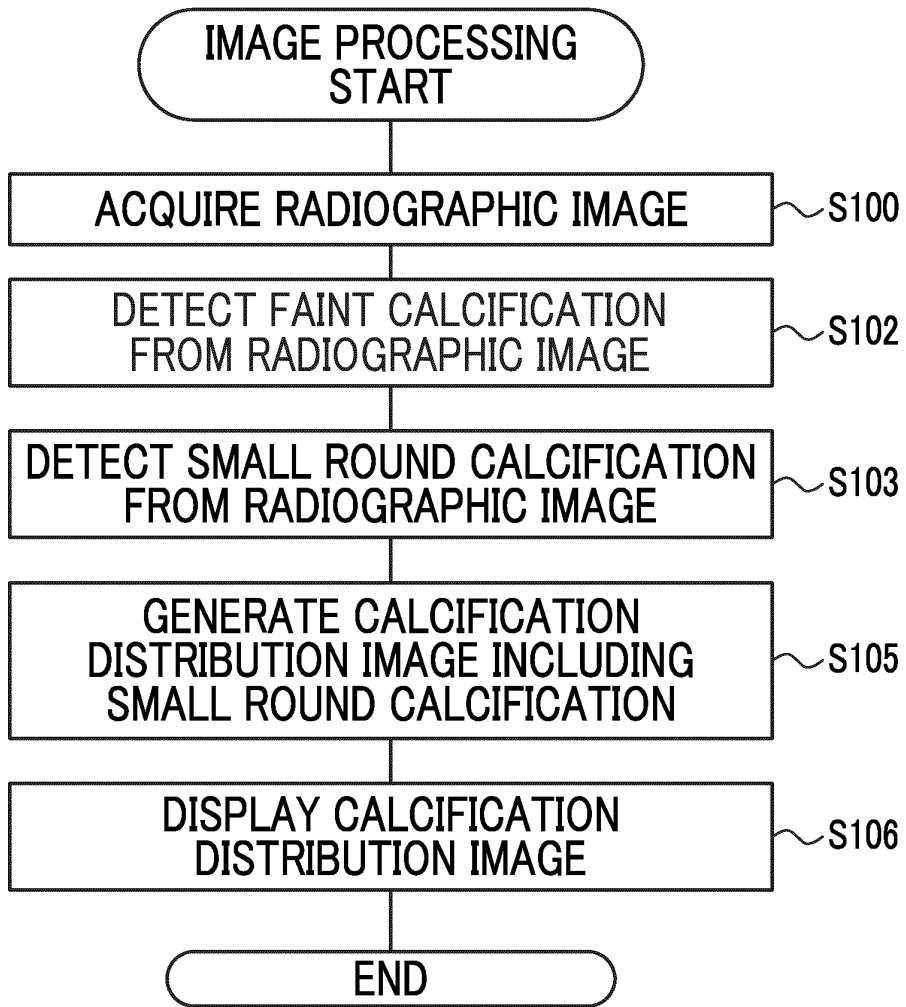 IMAGE PROCESSING
START
ACQUIRE RADIOGRAPHIC IMAGE
S100
DETECT FAINT CALCIFICATION
FROM RADIOGRAPHIC IMAGE
S102
DETECT SMALL ROUND CALCIFICATION
FROM RADIOGRAPHIC IMAGE
S103
GENERATE CALCIFICATION
DISTRIBUTION IMAGE INCLUDING
SMALL ROUND CALCIFICATION
S105
DISPLAY CALCIFICATION
DISTRIBUTION IMAGE
S106
END